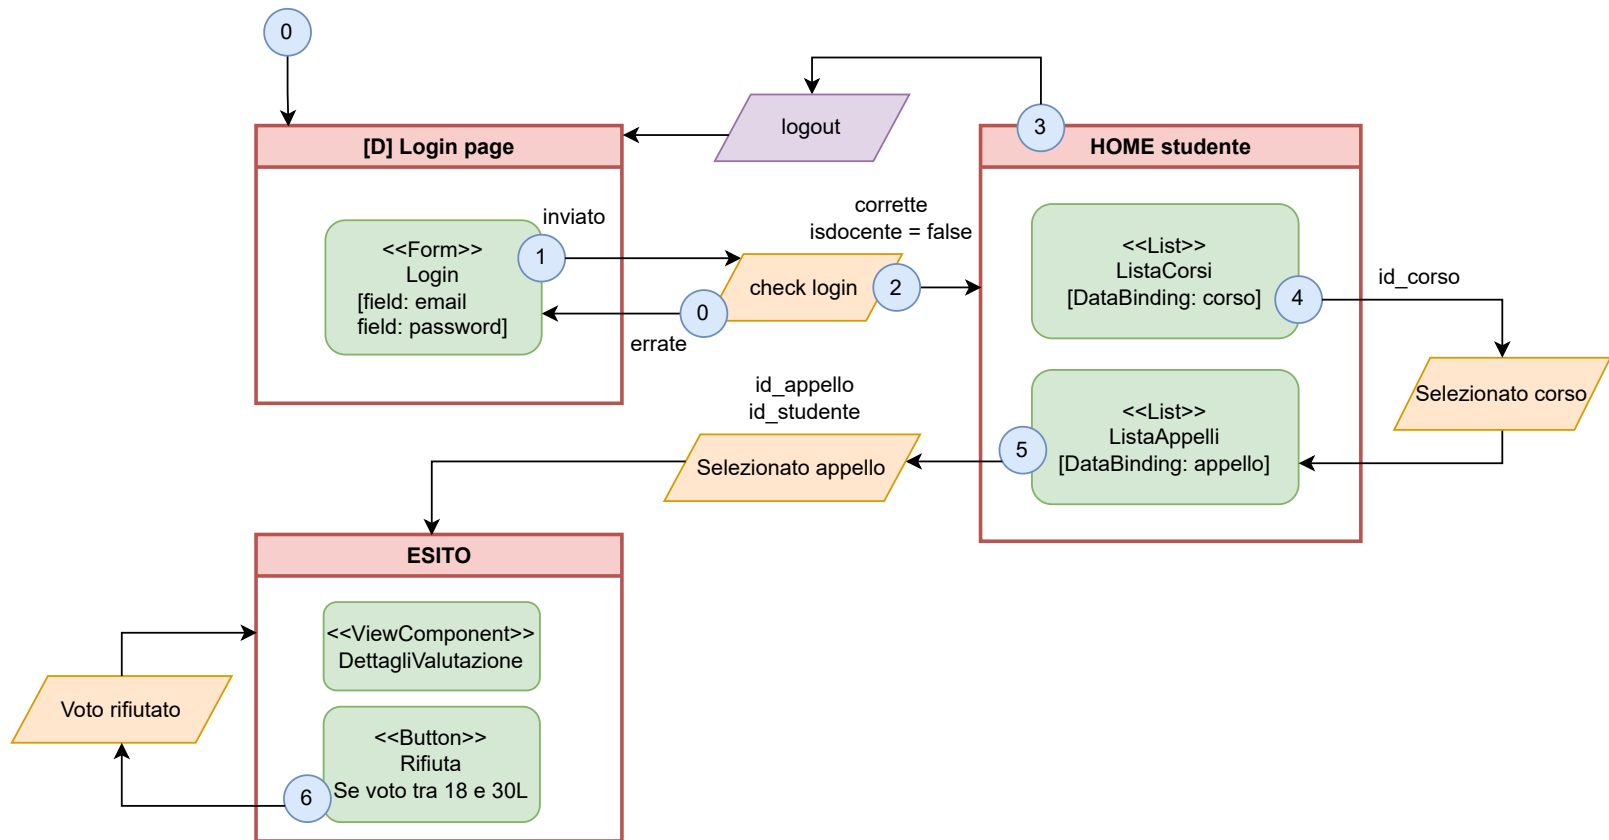 0
[D] Login page
logout
3
HOME studente
<<Form>>
Login
[field: email
field: password]
inviato
1
check login
0
errate
corrette
isdocente = false
2
<<List>>
ListaCorsi
[DataBinding: corso]
4
id_corso
Selezionato corso
<<List>>
ListaAppelli
[DataBinding: appello]
5
id_appello
id_studente
Selezionato appello
ESITO
<<ViewComponent>>
DettagliValutazione
<<Button>>
Rifiuta
Se voto tra 18 e 30L
6
Voto rifiutato